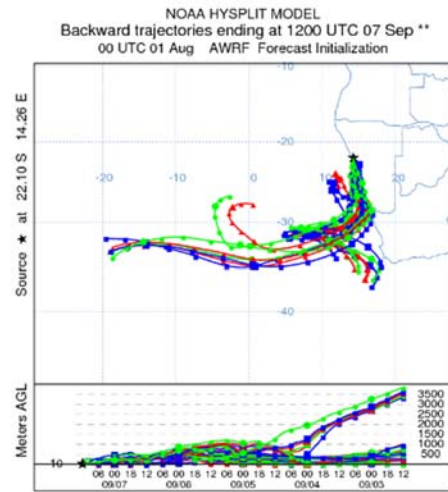 NOAA HYSPLIT MODEL
Backward trajectories ending at 1200 UTC 07 Sep **
00 UTC 01 Aug AWRF Forecast Initialization
Source ★ at 22.10 S 14.26 E
-10
-20
-30
-40
-20 -10 0 10 20
Meters AGL
10
3500
3000
2500
2000
1500
1000
500
06 00 18 12 06 00 18 12 06 00 18 12 06 00 18 12 06 00 18 12
09/07 09/06 09/05 09/04 09/03